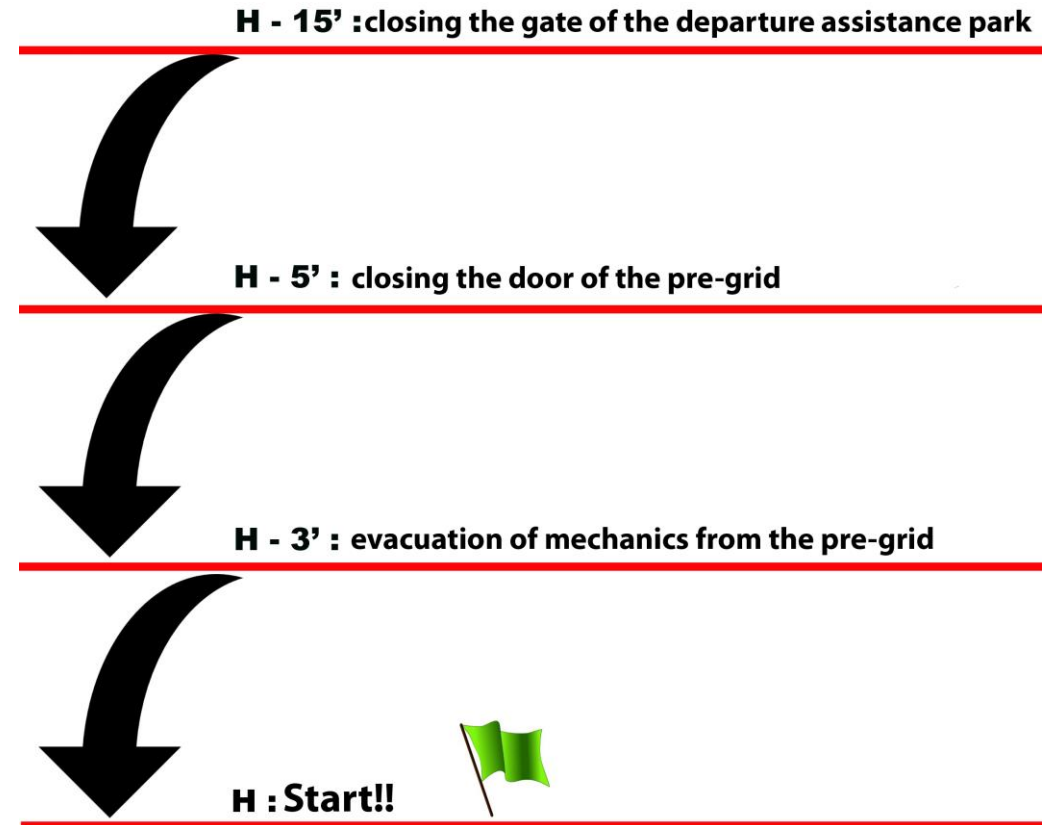 H - 15’ :closing the gate of the departure assistance park
H - 5’ : closing the door of the pre-grid
H - 3’ : evacuation of mechanics from the pre-grid
H : Start!!